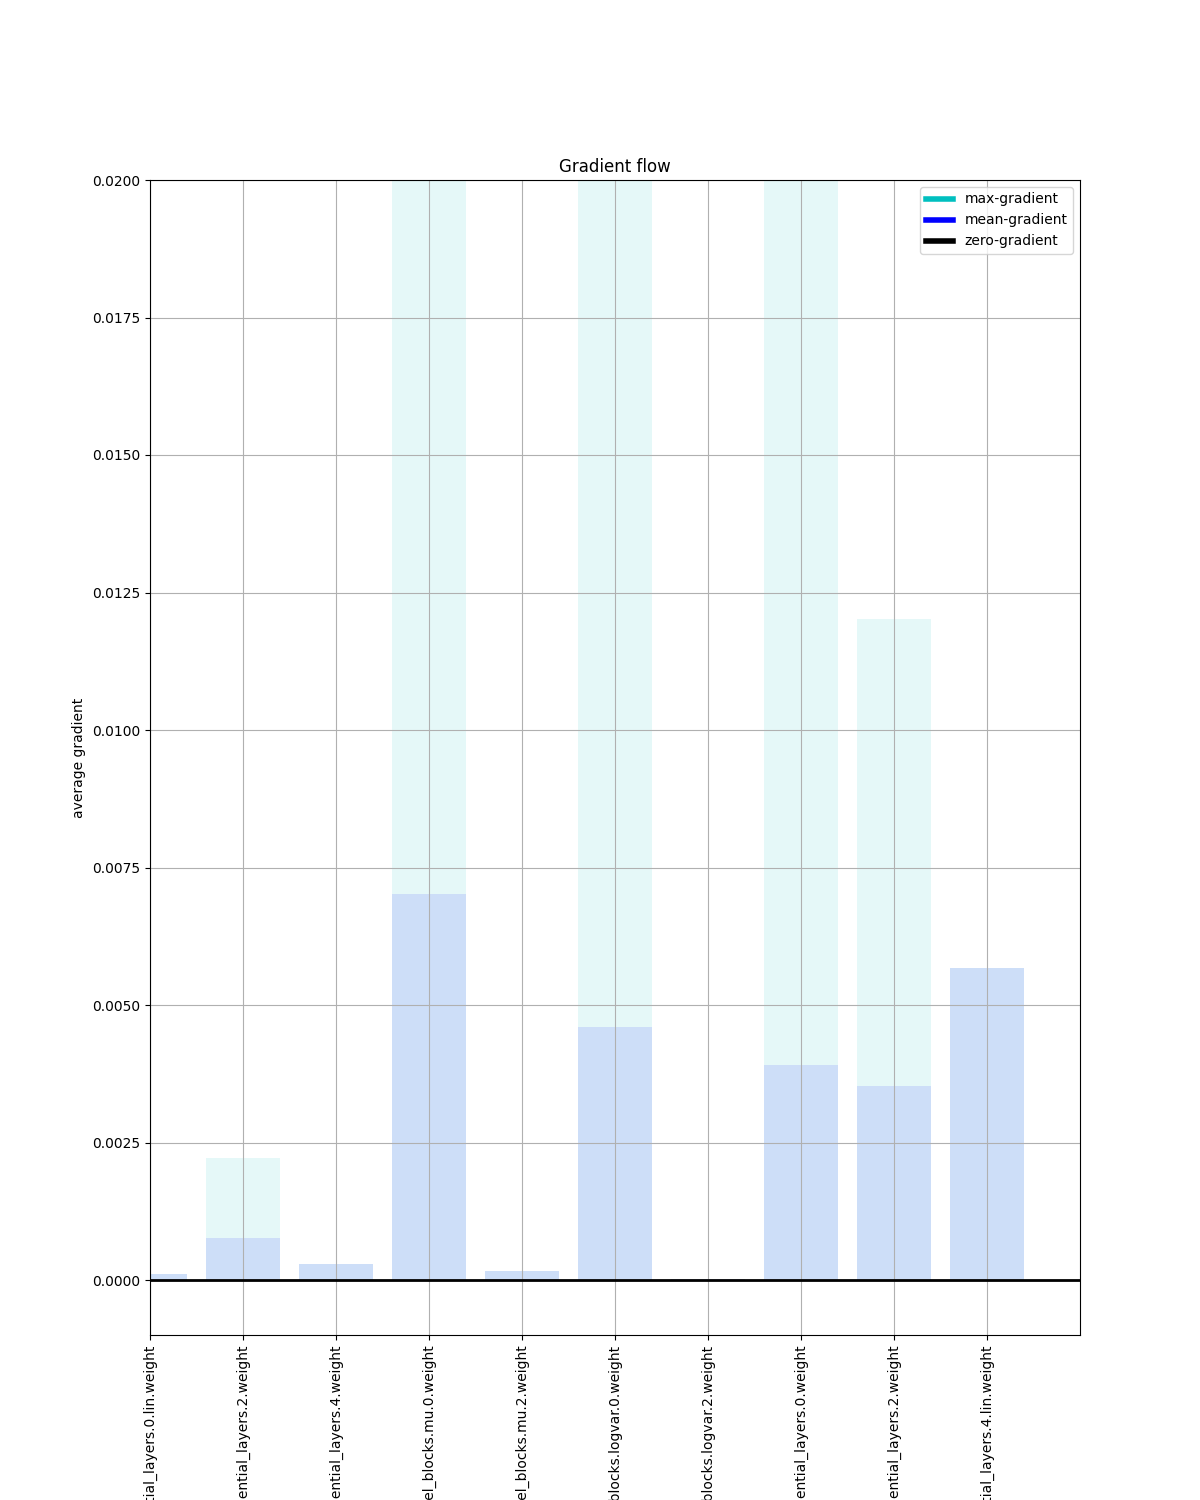 Gradient flow
0.0200
0.0175
0.0150
0.0125
0.0100
0.0075
0.0050
0.0025
0.0000
average gradient
max-gradient
mean-gradient
zero-gradient
tial_layers.0.lin.weight
ential_layers.2.weight
ential_layers.4.weight
el_blocks.mu.0.weight
el_blocks.mu.2.weight
blocks.logvar.0.weight
blocks.logvar.2.weight
ential_layers.0.weight
ential_layers.2.weight
tial_layers.4.lin.weight